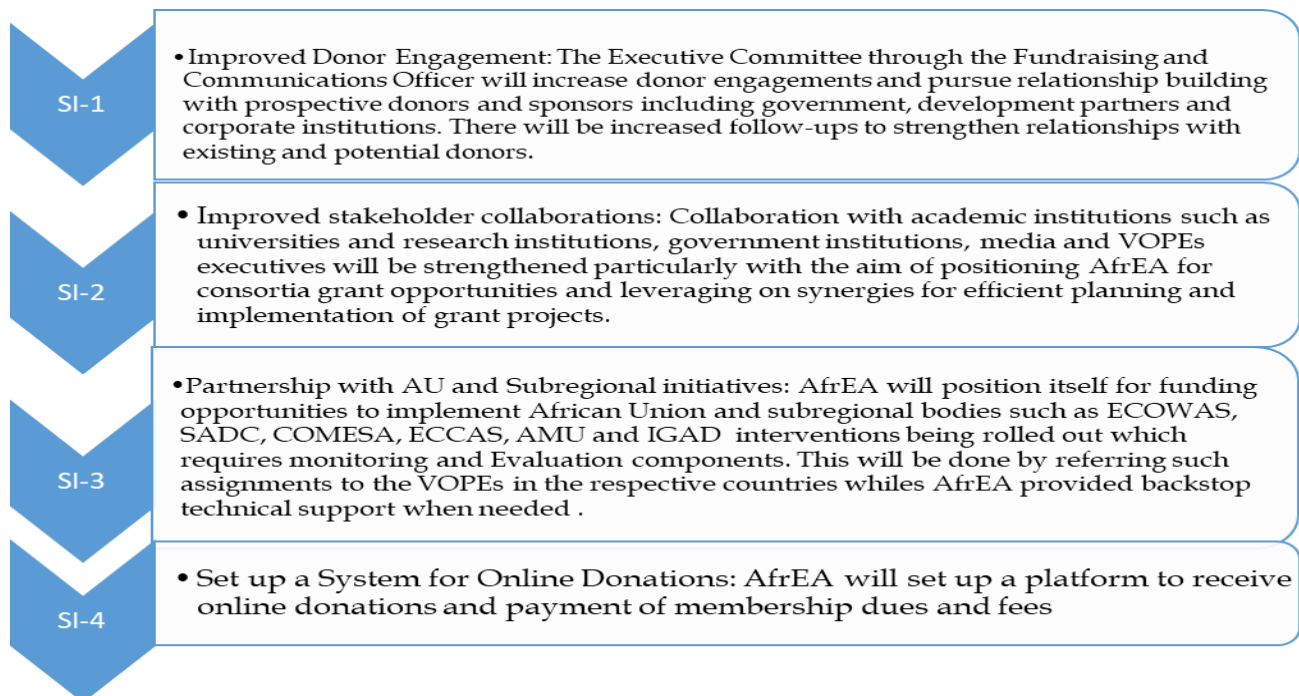 SI-1
•Improved Donor Engagement: The Executive Committee through the Fundraising and
Communications Officer will increase donor engagements and pursue relationship building
with prospective donors and sponsors including government, development partners and
corporate institutions. There will be increased follow-ups to strengthen relationships with
existing and potential donors.
SI-2
• Improved stakeholder collaborations: Collaboration with academic institutions such as
universities and research institutions, government institutions, media and VOPEs
executives will be strengthened particularly with the aim of positioning AfrEA for
consortia grant opportunities and leveraging on synergies for efficient planning and
implementation of grant projects.
SI-3
•Partnership with AU and Subregional initiatives: AfrEA will position itself for funding
opportunities to implement African Union and subregional bodies such as ECOWAS,
SADC, COMESA, ECCAS, AMU and IGAD interventions being rolled out which
requires monitoring and Evaluation components. This will be done by referring such
assignments to the VOPEs in the respective countries whiles AfrEA provided backstop
technical support when needed .
SI-4
• Set up a System for Online Donations: AfrEA will set up a platform to receive
online donations and payment of membership dues and fees